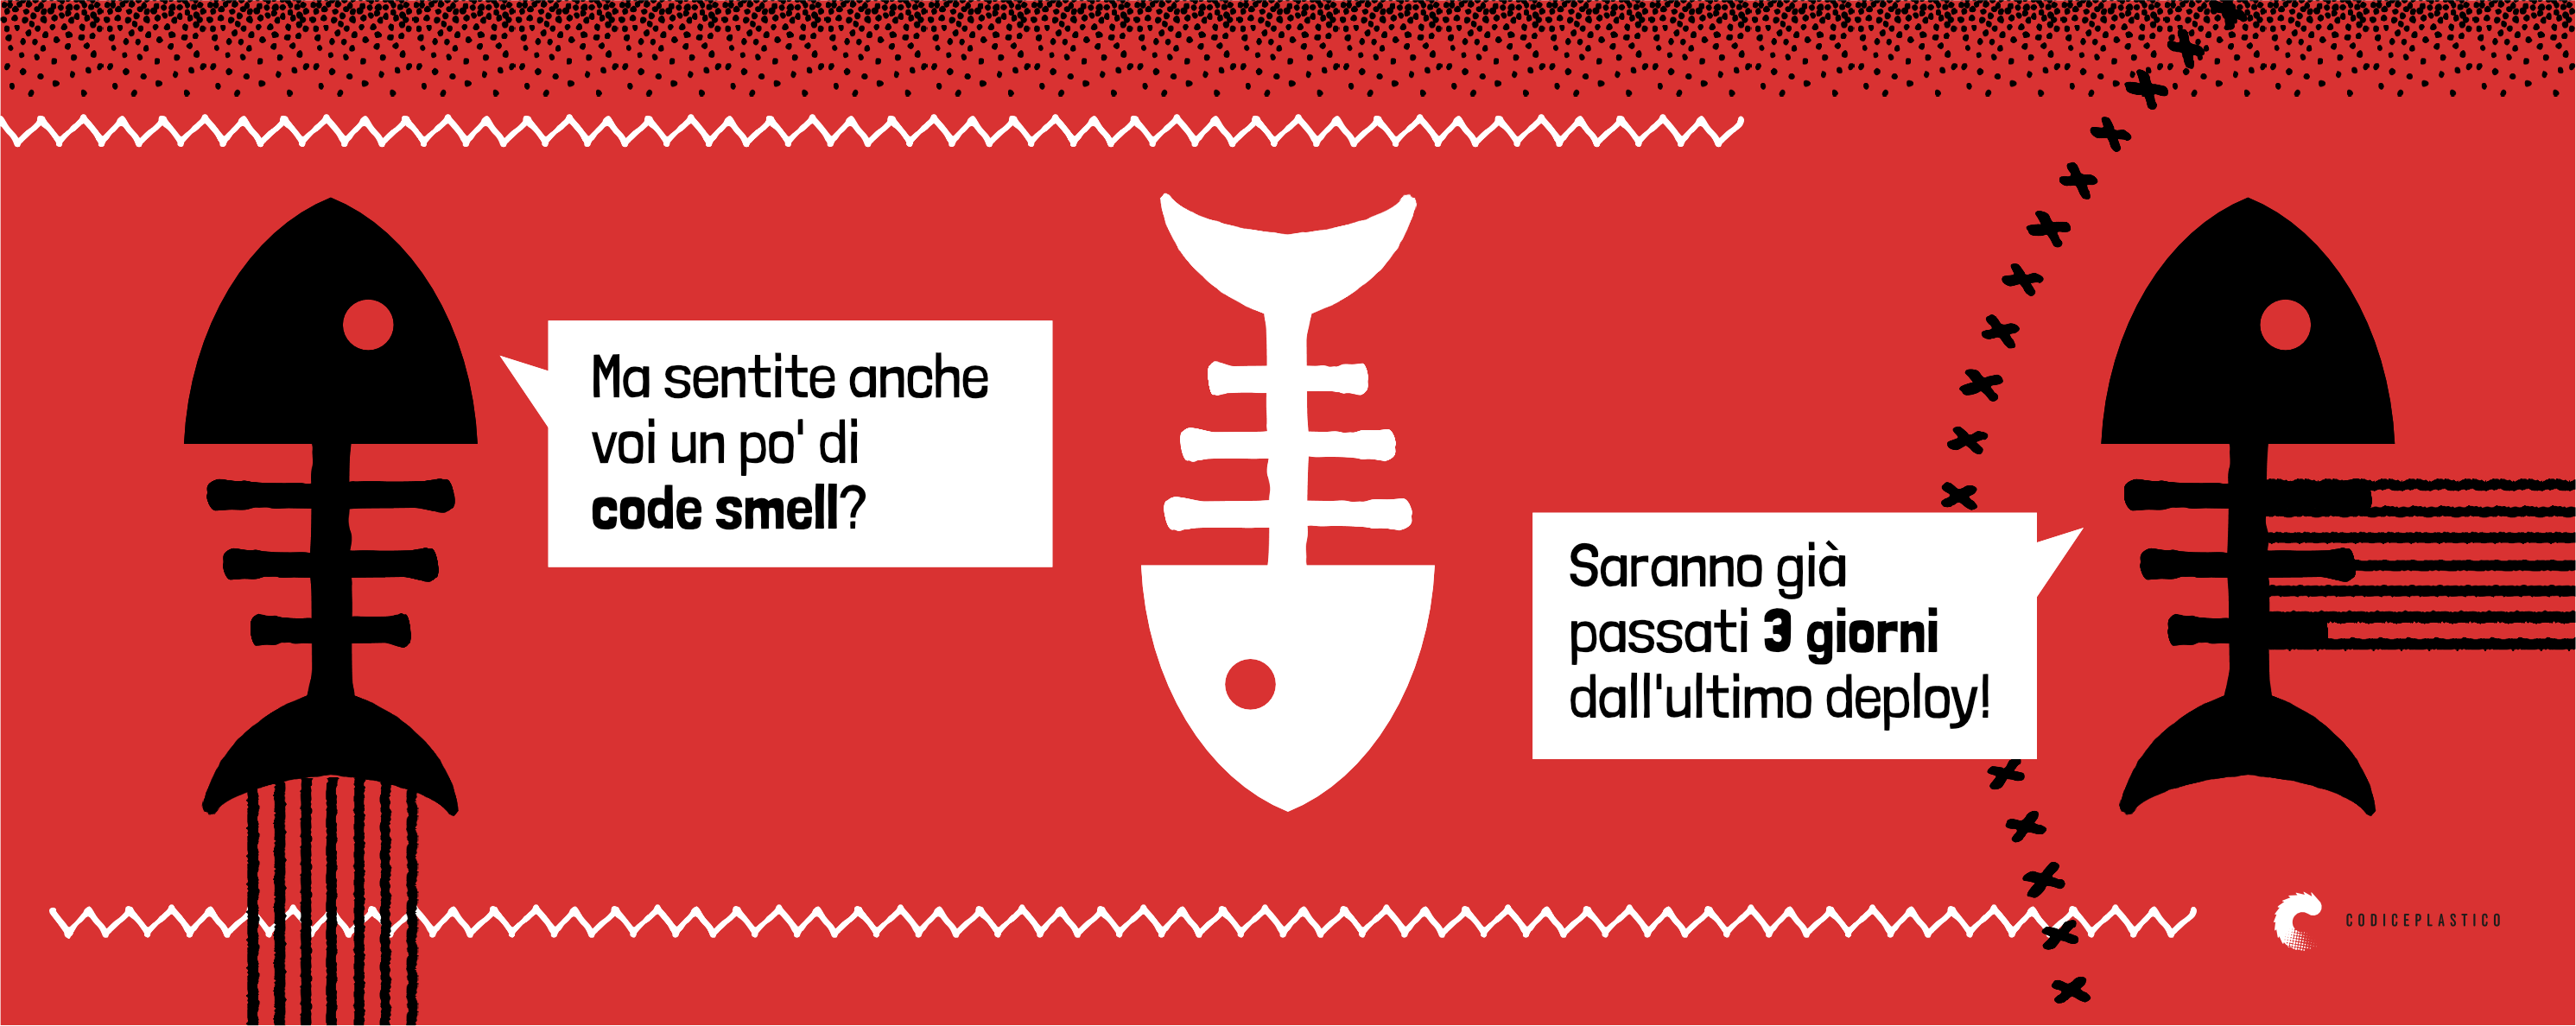 Ma sentite anche
voi un po' di
code smell?
Saranno già
passati 3 giorni
dall'ultimo deploy!
CODICEPLASTICO